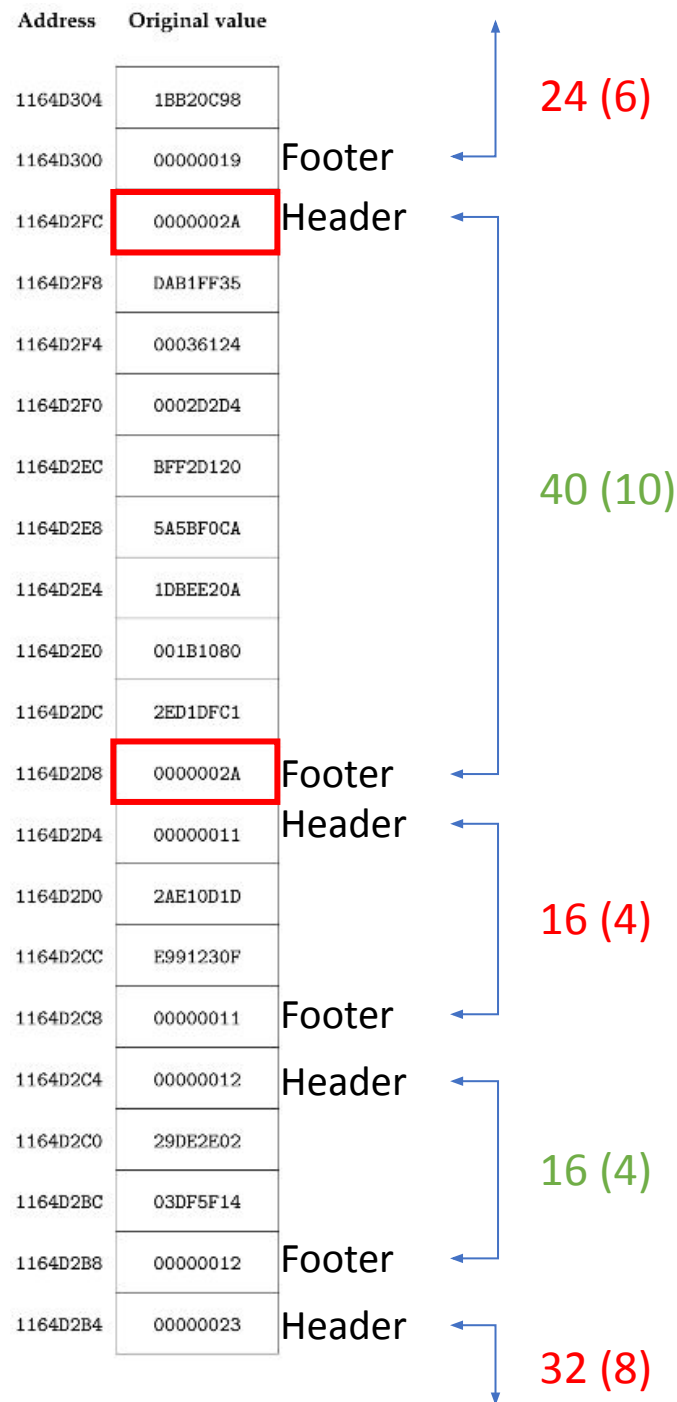 Address Original value
24 (6)
1164D304 1BB20C98
1164D300 00000019 Footer
1164D2FC 0000002A Header
1164D2F8 DAB1FF35
1164D2F4 00036124
1164D2F0 0002D2D4
1164D2EC BFF2D120
40 (10)
1164D2E8 5A5BF0CA
1164D2E4 1DBEE20A
1164D2E0 001B1080
1164D2DC 2ED1DFC1
1164D2D8 0000002A Footer
1164D2D4 00000011 Header
1164D2D0 2AE10D1D
16 (4)
1164D2CC E991230F
1164D2C8 00000011 Footer
1164D2C4 00000012 Header
1164D2C0 29DE2E02
16 (4)
1164D2BC 03DF5F14
1164D2B8 00000012 Footer
1164D2B4 00000023 Header
32 (8)